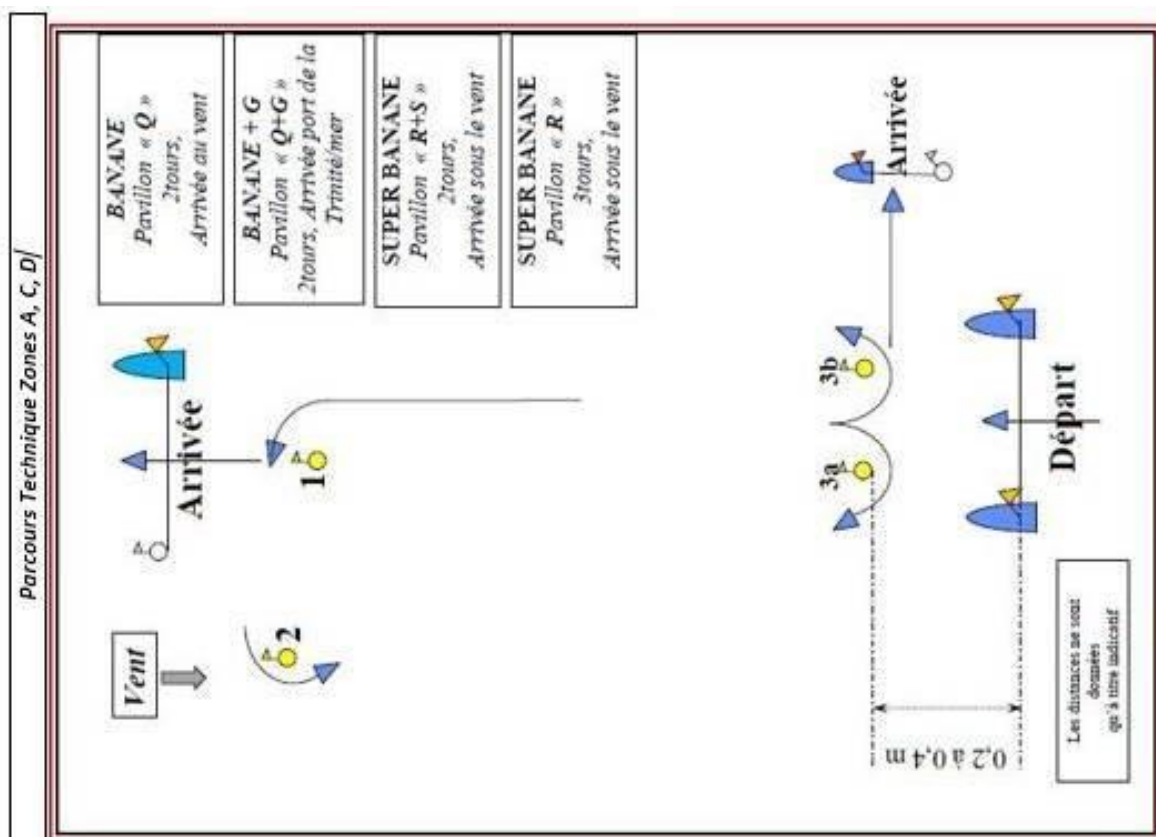 Parcours Technique Zones A, C, D
BANANE
Pavillon « Q »
2tours,
Arrivée au vent
BANANE + G
Pavillon « Q+G »
2tours, Arrivée port de la
Trinité/mer
SUPER BANANE
Pavillon « R+S »
2tours,
Arrivée sous le vent
SUPER BANANE
Pavillon « R »
3tours,
Arrivée sous le vent
Vent
Arrivée
1
2
3a
3b
Arrivée
Départ
0,2 à 0,4 m
Les distances ne sont
données
qu'à titre indicatif